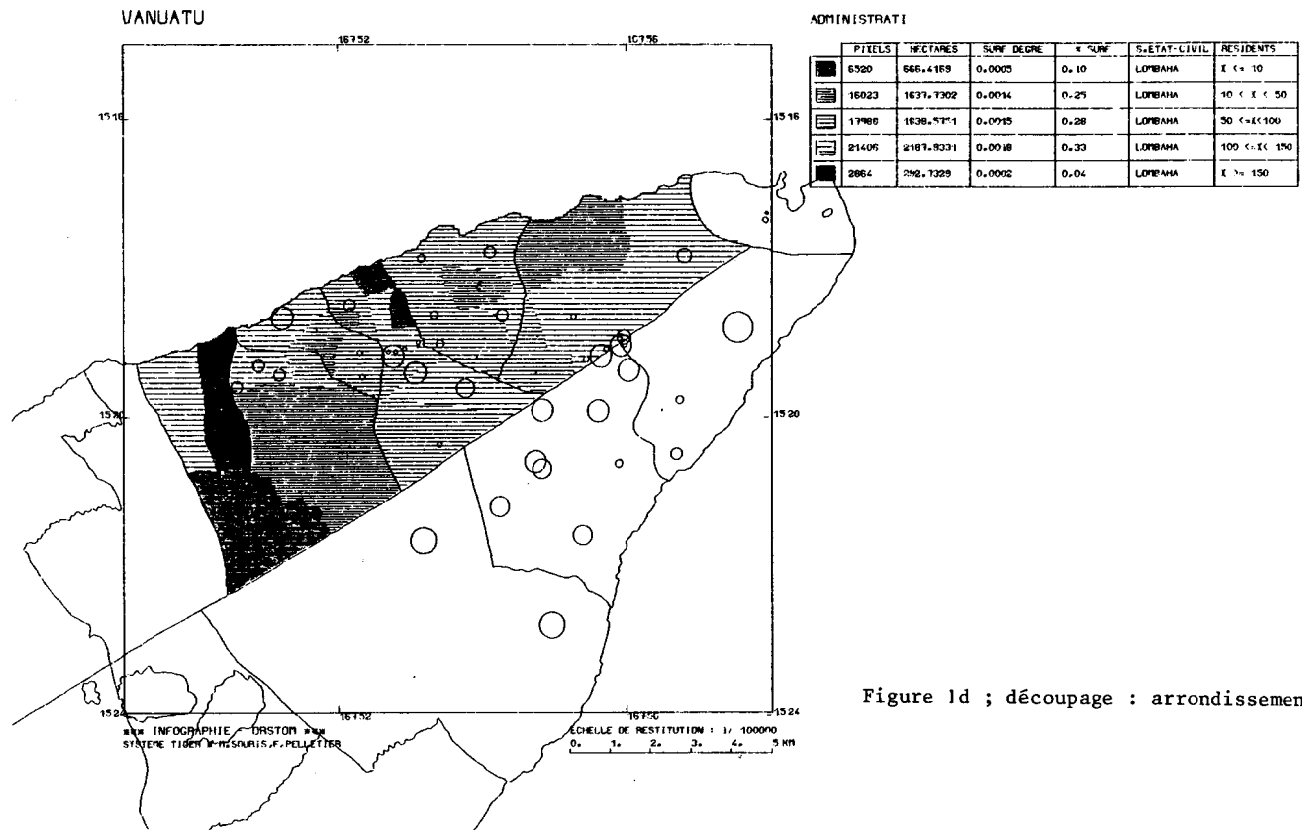 VANUATU
ADMINISTRATI
PIXELS HECTARES SURF DEGRE % SURF S.ETAT-CIVIL RESIDENTS
6520 666.4169 0.0005 0.10 LOMBAHA X <= 10
16023 1637.7302 0.0014 0.25 LOMBAHA 10 < X < 50
0.0015 0.28 LOMBAHA 50 <=X<100
21406 0.0018 0.33 LOMBAHA 100 <=X< 150
2864 292.7329 0.0002 0.04 LOMBAHA X >= 150
16752 16756
1516 1516
1520 1520
1524 1524
16752 16756
*** INFOGRAPHIE - ORSTOM ***
SYSTEME TIGER M.SOURIS,F.PELLETIER
ECHELLE DE RESTITUTION : 1/ 100000
0. 1. 2. 3. 4. 5 KM
Figure 1d ; découpage : arrondissemen